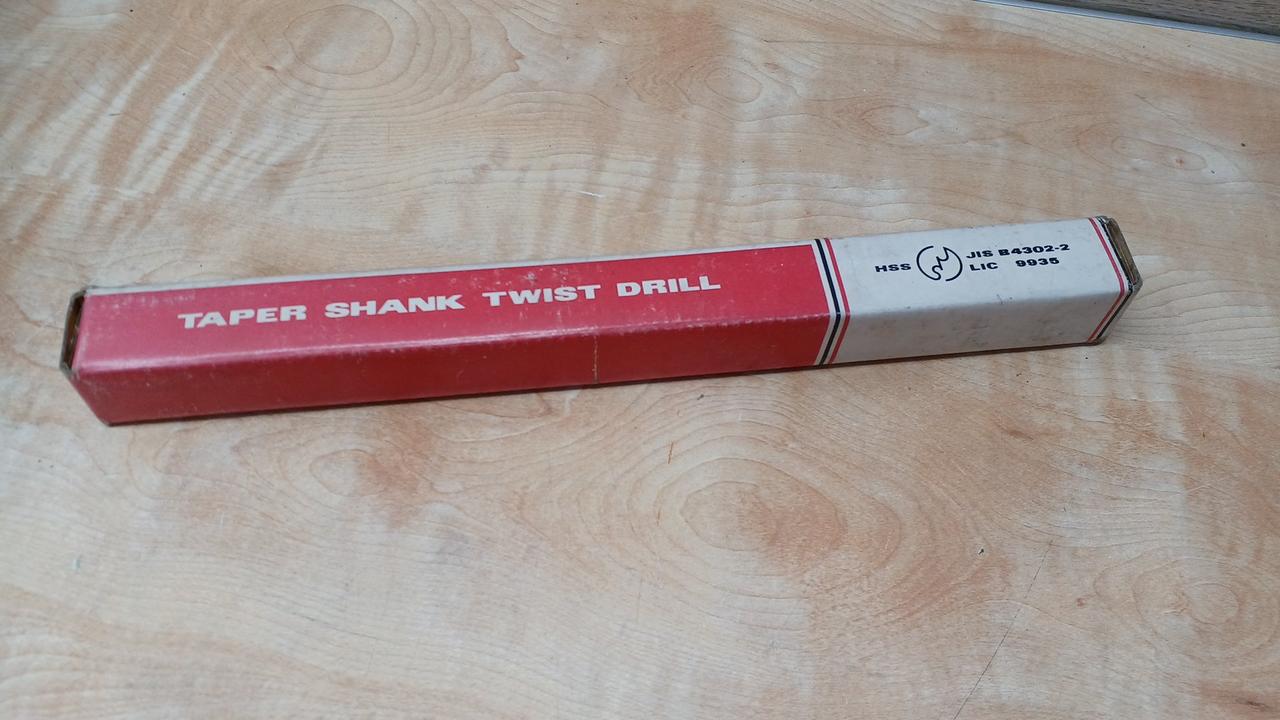 TAPER SHANK TWIST DRILL
HSS
JIS B4302-2
LIC 9935